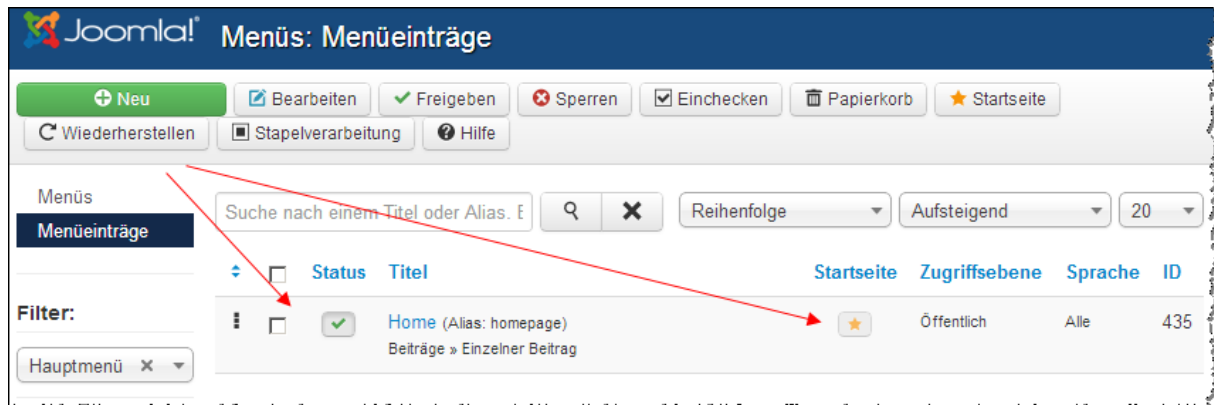 Joomla!®
Menüs: Menüeinträge
Neu
Bearbeiten
Freigeben
Sperren
Einchecken
Papierkorb
Startseite
Wiederherstellen
Stapelverarbeitung
Hilfe
Menüs
Menüeinträge
Filter:
Hauptmenü
Suche nach einem Titel oder Alias. E
Reihenfolge
Aufsteigend
20
Status Titel Startseite Zugriffsebene Sprache ID
Home (Alias: homepage) Öffentlich Alle 435
Beiträge » Einzelner Beitrag